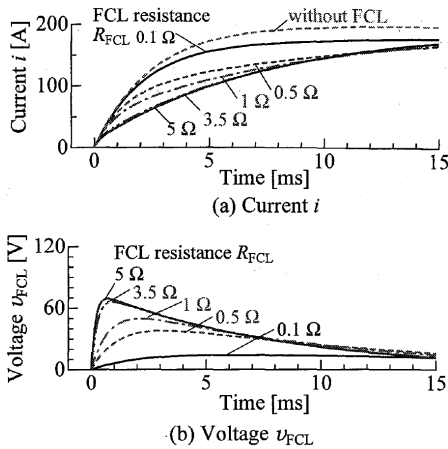 FCL resistance
R_FCL 0.1 Ω
without FCL
Current i [A]
200
100
0
0.5 Ω
1 Ω
3.5 Ω
5 Ω
0 5 10 15
Time [ms]
(a) Current i
FCL resistance R_FCL
Voltage υ_FCL [V]
120
60
0
5 Ω
3.5 Ω
1 Ω
0.5 Ω
0.1 Ω
0 5 10 15
Time [ms]
(b) Voltage υ_FCL